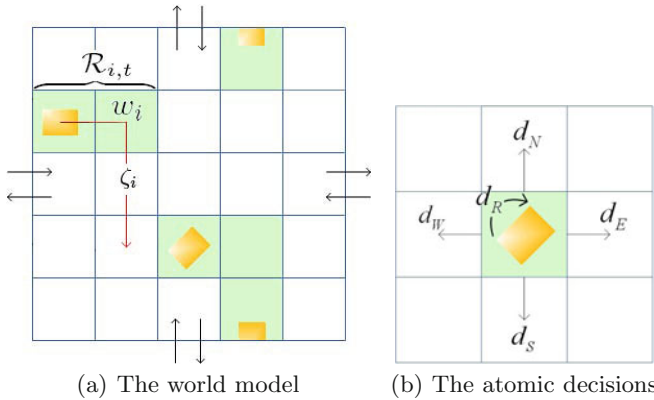 ℛ_{i,t}
w_i
ζ_i
d_N
d_R
d_W
d_E
d_S
(a) The world model
(b) The atomic decisions